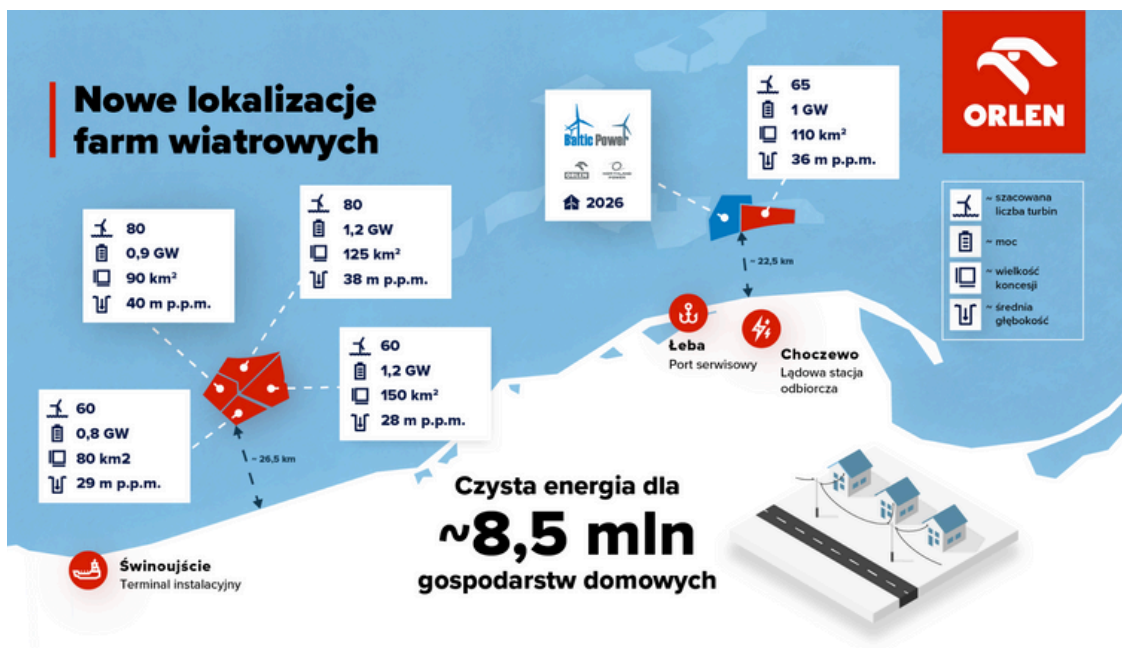 Nowe lokalizacje
farm wiatrowych
80
0,9 GW
90 km²
40 m p.p.m.
80
1,2 GW
125 km²
38 m p.p.m.
60
1,2 GW
150 km²
28 m p.p.m.
60
0,8 GW
80 km2
29 m p.p.m.
~ 26,5 km
Baltic Power
ORLEN
NORTHLAND POWER
2026
65
1 GW
110 km²
36 m p.p.m.
~ 22,5 km
ORLEN
~ szacowana
liczba turbin
~ moc
~ wielkość
koncesji
~ średnia
głębokość
Łeba
Port serwisowy
Choczewo
Lądowa stacja
odbiorcza
Świnoujście
Terminal instalacyjny
Czysta energia dla
~8,5 mln
gospodarstw domowych